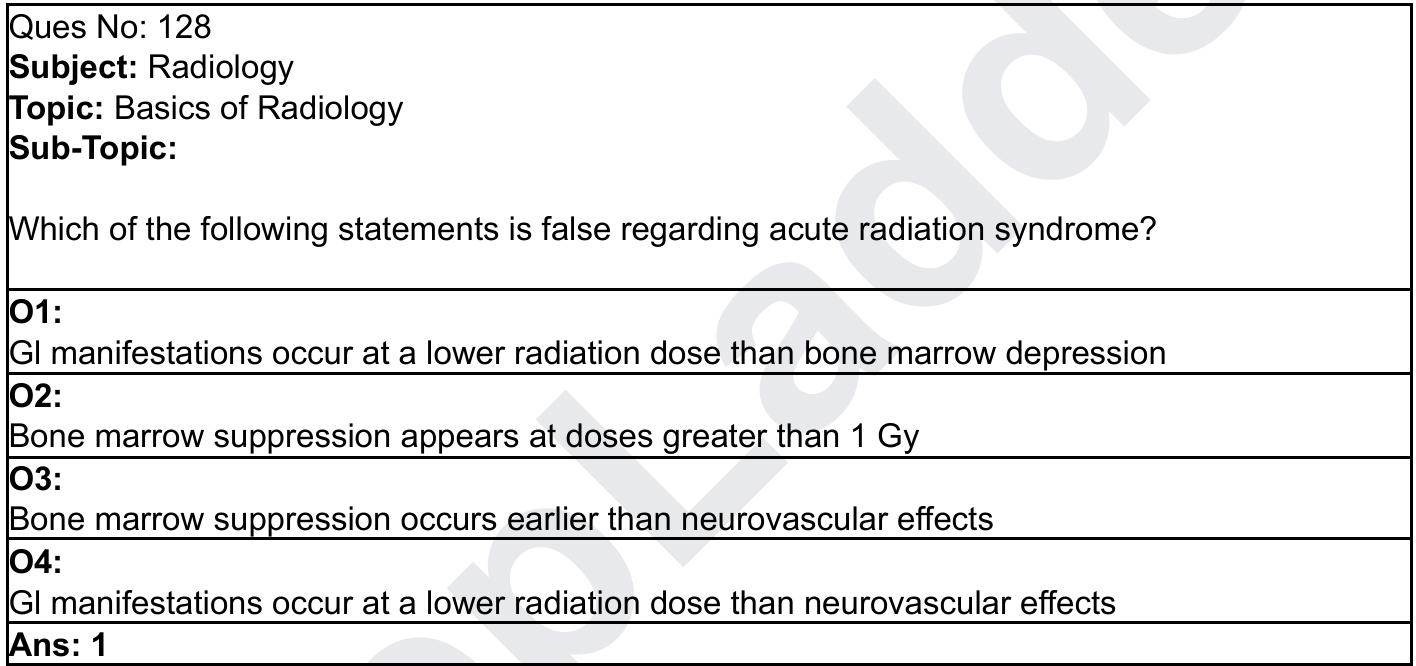 Ques No: 128
Subject: Radiology
Topic: Basics of Radiology
Sub-Topic:
Which of the following statements is false regarding acute radiation syndrome?
O1:
GI manifestations occur at a lower radiation dose than bone marrow depression
O2:
Bone marrow suppression appears at doses greater than 1 Gy
O3:
Bone marrow suppression occurs earlier than neurovascular effects
O4:
GI manifestations occur at a lower radiation dose than neurovascular effects
Ans: 1